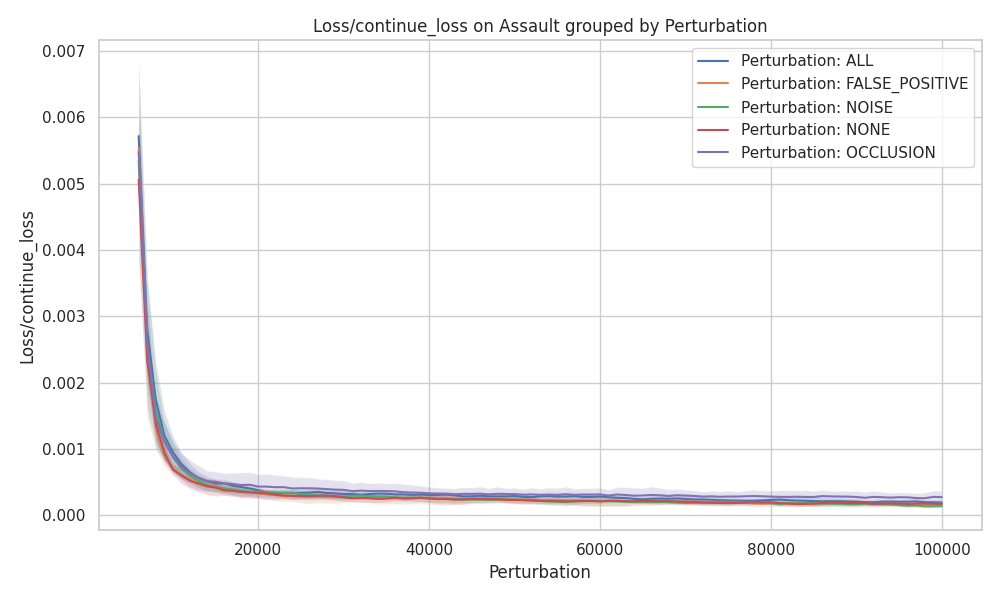 Loss/continue_loss on Assault grouped by Perturbation
0.007
0.006
0.005
0.004
0.003
0.002
0.001
0.000
Loss/continue_loss
Perturbation: ALL
Perturbation: FALSE_POSITIVE
Perturbation: NOISE
Perturbation: NONE
Perturbation: OCCLUSION
20000
40000
60000
80000
100000
Perturbation